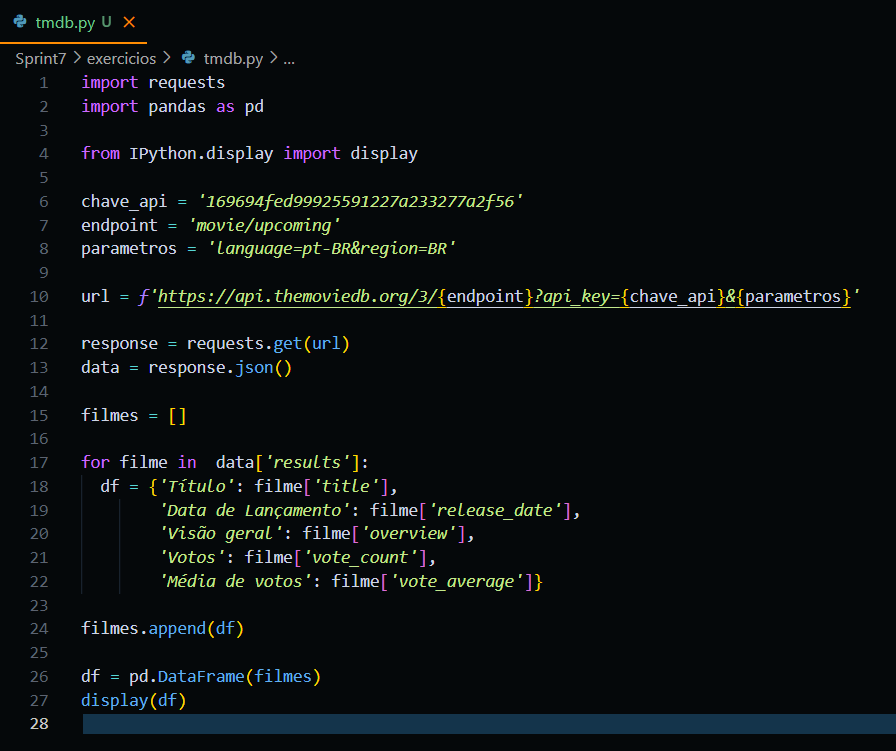 tmdb.py U ×
Sprint7 > exercicios > tmdb.py > ...
1 import requests
2 import pandas as pd
3
4 from IPython.display import display
5
6 chave_api = '169694fed99925591227a233277a2f56'
7 endpoint = 'movie/upcoming'
8 parametros = 'language=pt-BR&region=BR'
9
10 url = f'https://api.themoviedb.org/3/{endpoint}?api_key={chave_api}&{parametros}'
11
12 response = requests.get(url)
13 data = response.json()
14
15 filmes = []
16
17 for filme in  data['results']:
18   df = {'Título': filme['title'],
19         'Data de Lançamento': filme['release_date'],
20         'Visão geral': filme['overview'],
21         'Votos': filme['vote_count'],
22         'Média de votos': filme['vote_average']}
23
24 filmes.append(df)
25
26 df = pd.DataFrame(filmes)
27 display(df)
28